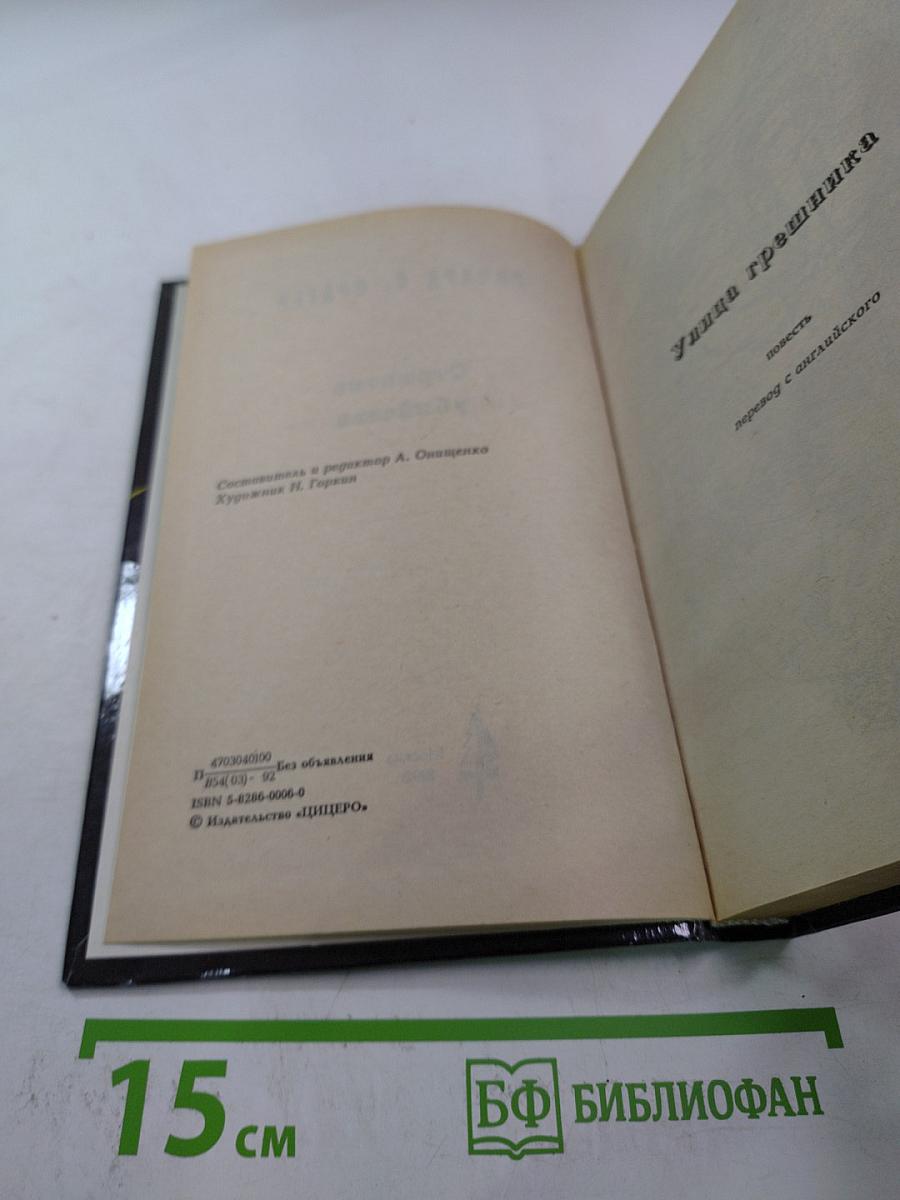 Составитель и редактор А. Онищенко
Художник Н. Горкин
П 4703040100 Без объявления
В54(03)- 92
ISBN 5-8286-0006-0
© Издательство «ЦИЦЕРО»
Улица грешника
повесть
перевод с английского
15 см
БФ БИБЛИОФАН